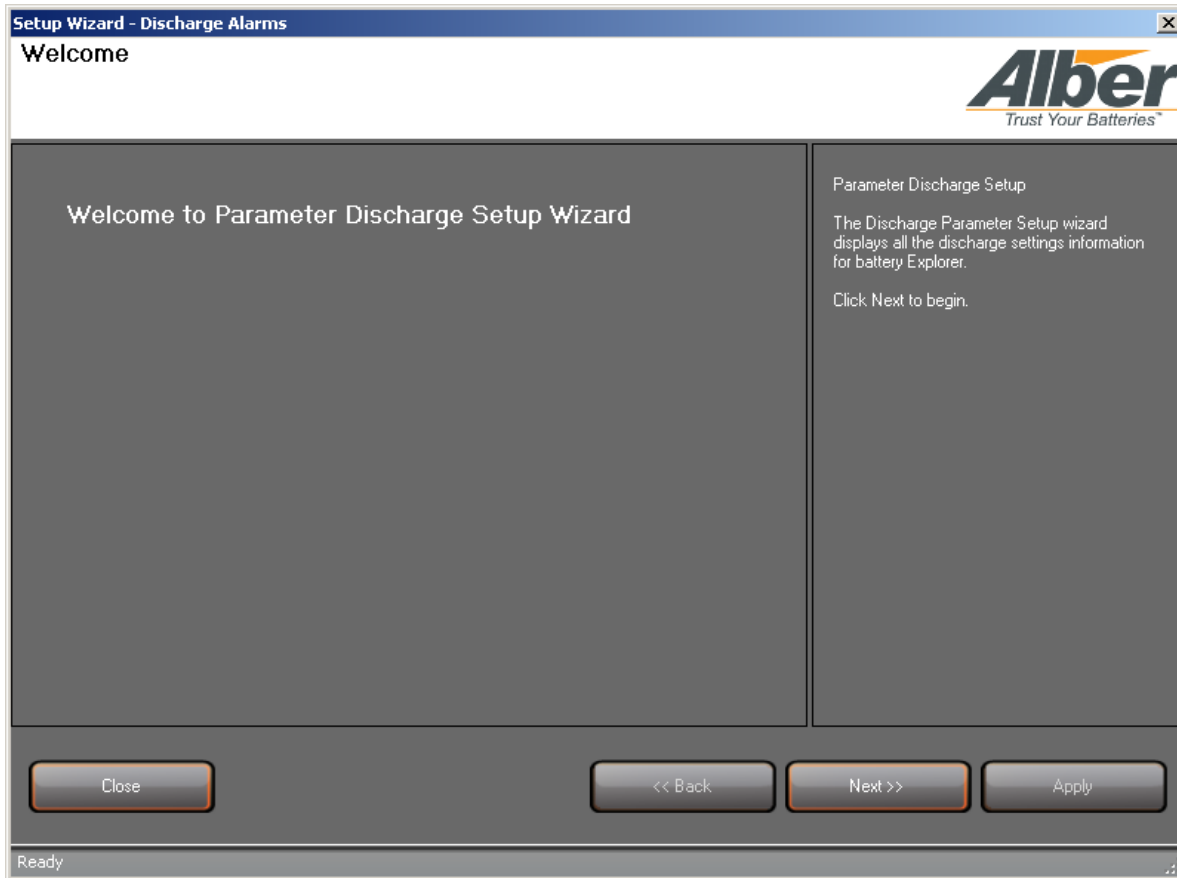 Setup Wizard - Discharge Alarms
Welcome
Alber
Trust Your Batteries™
Welcome to Parameter Discharge Setup Wizard
Parameter Discharge Setup
The Discharge Parameter Setup wizard
displays all the discharge settings information
for battery Explorer.
Click Next to begin.
Close
<< Back
Next >>
Apply
Ready